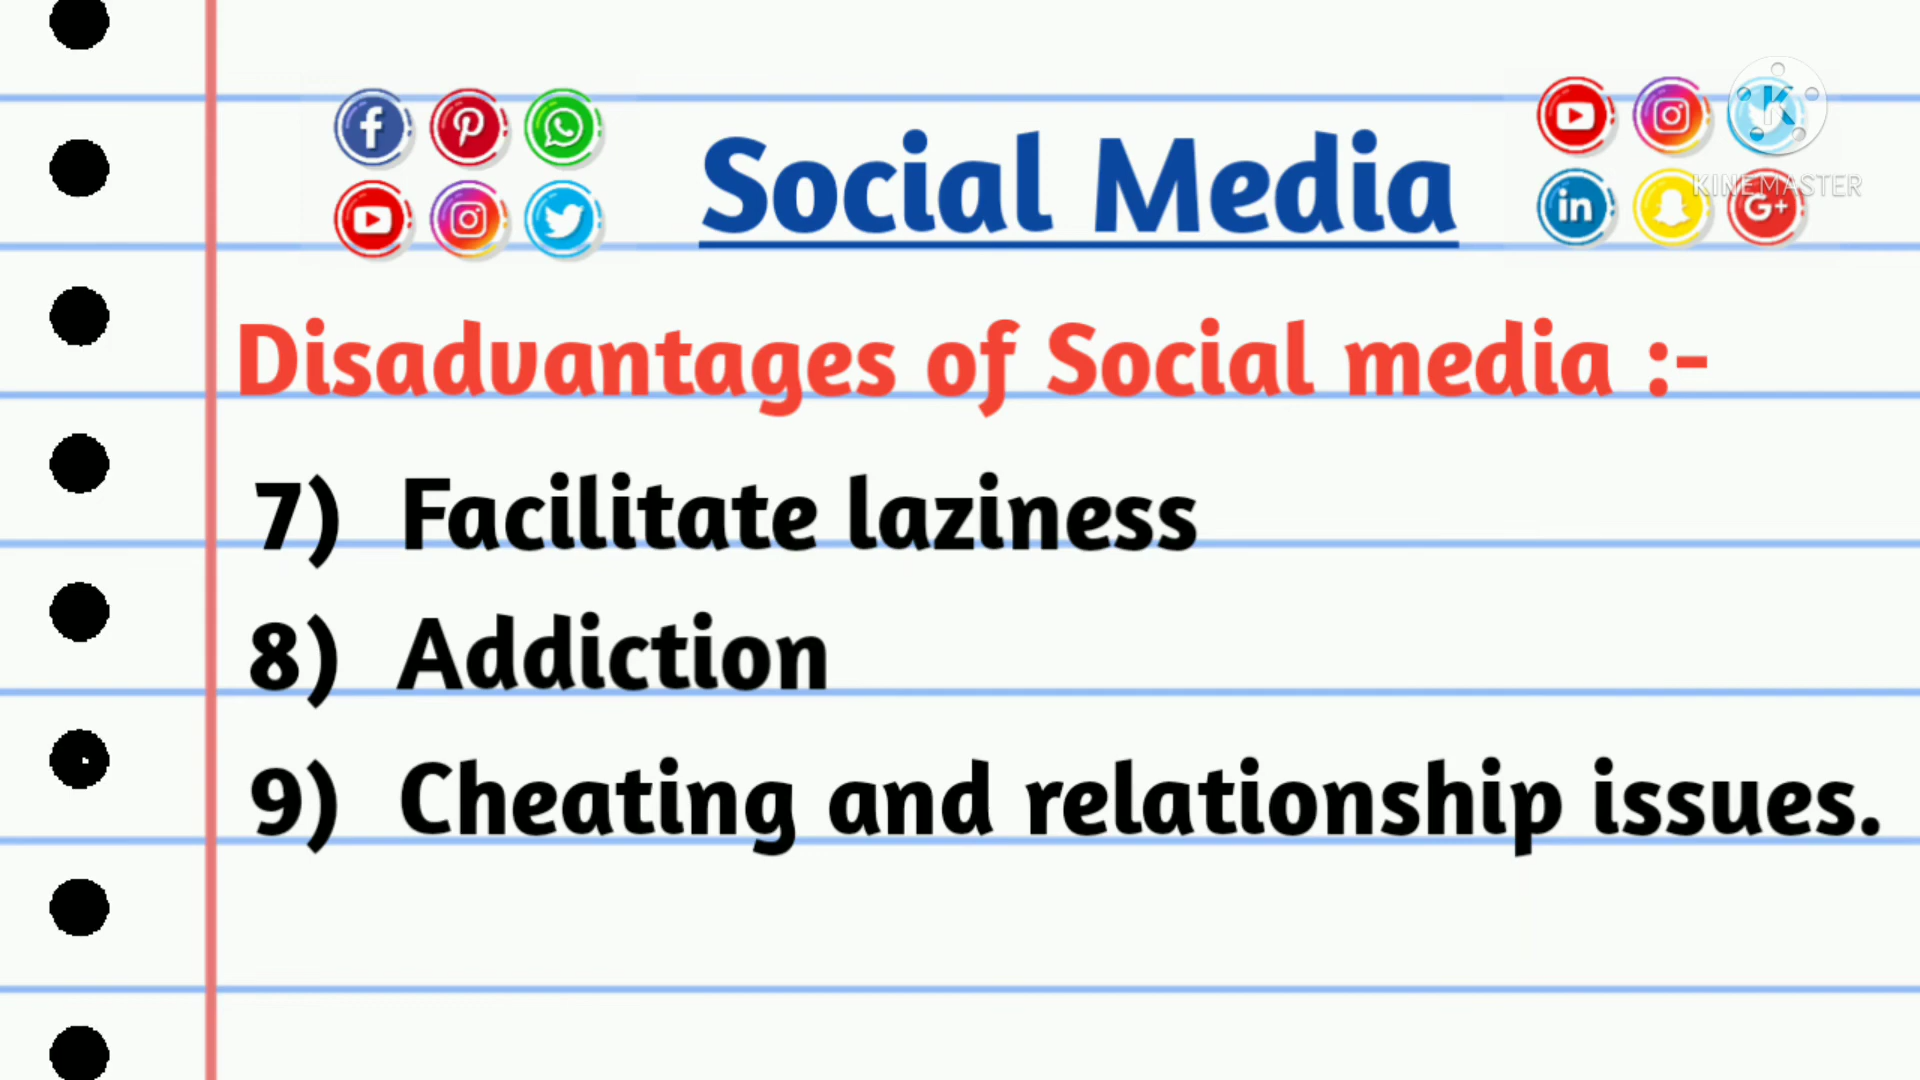 Social Media
KINEMASTER
Disadvantages of Social media :-
7) Facilitate laziness
8) Addiction
9) Cheating and relationship issues.